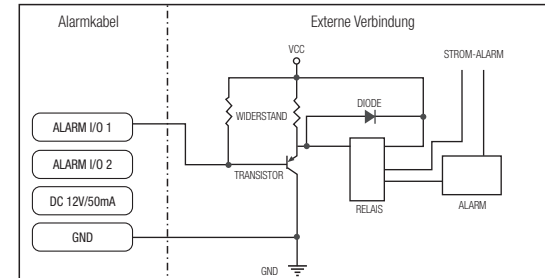 Alarmkabel
Externe Verbindung
VCC
STROM-ALARM
DIODE
WIDERSTAND
ALARM I/O 1
ALARM I/O 2
TRANSISTOR
DC 12V/50mA
RELAIS
ALARM
GND
GND